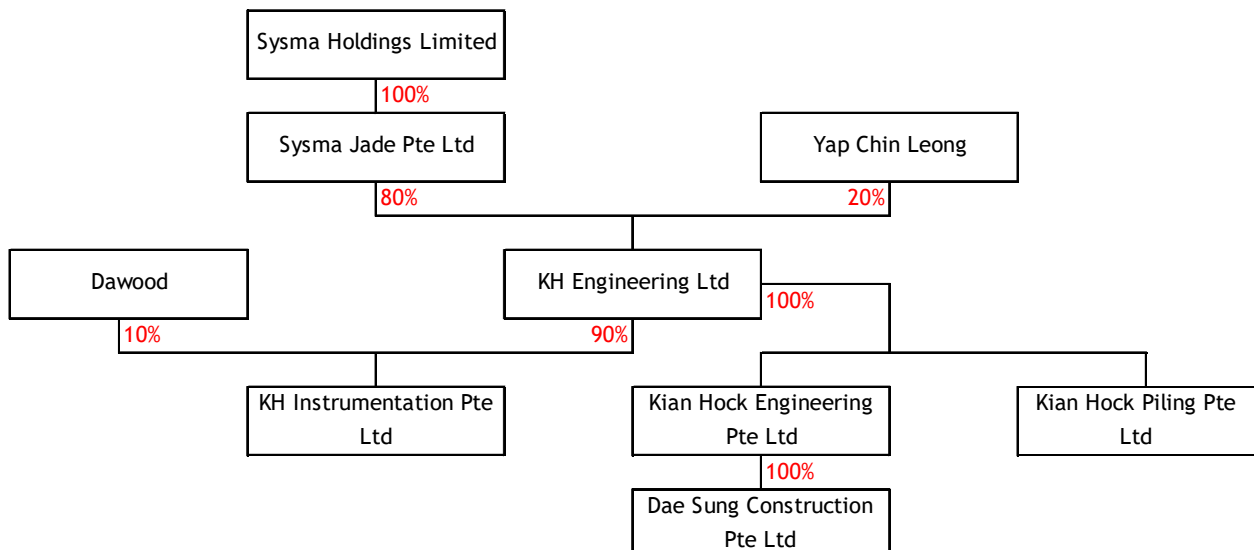 Sysma Holdings Limited
100%
Sysma Jade Pte Ltd
Yap Chin Leong
80%
20%
Dawood
KH Engineering Ltd
100%
10%
90%
KH Instrumentation Pte
Ltd
Kian Hock Engineering
Pte Ltd
Kian Hock Piling Pte
Ltd
100%
Dae Sung Construction
Pte Ltd